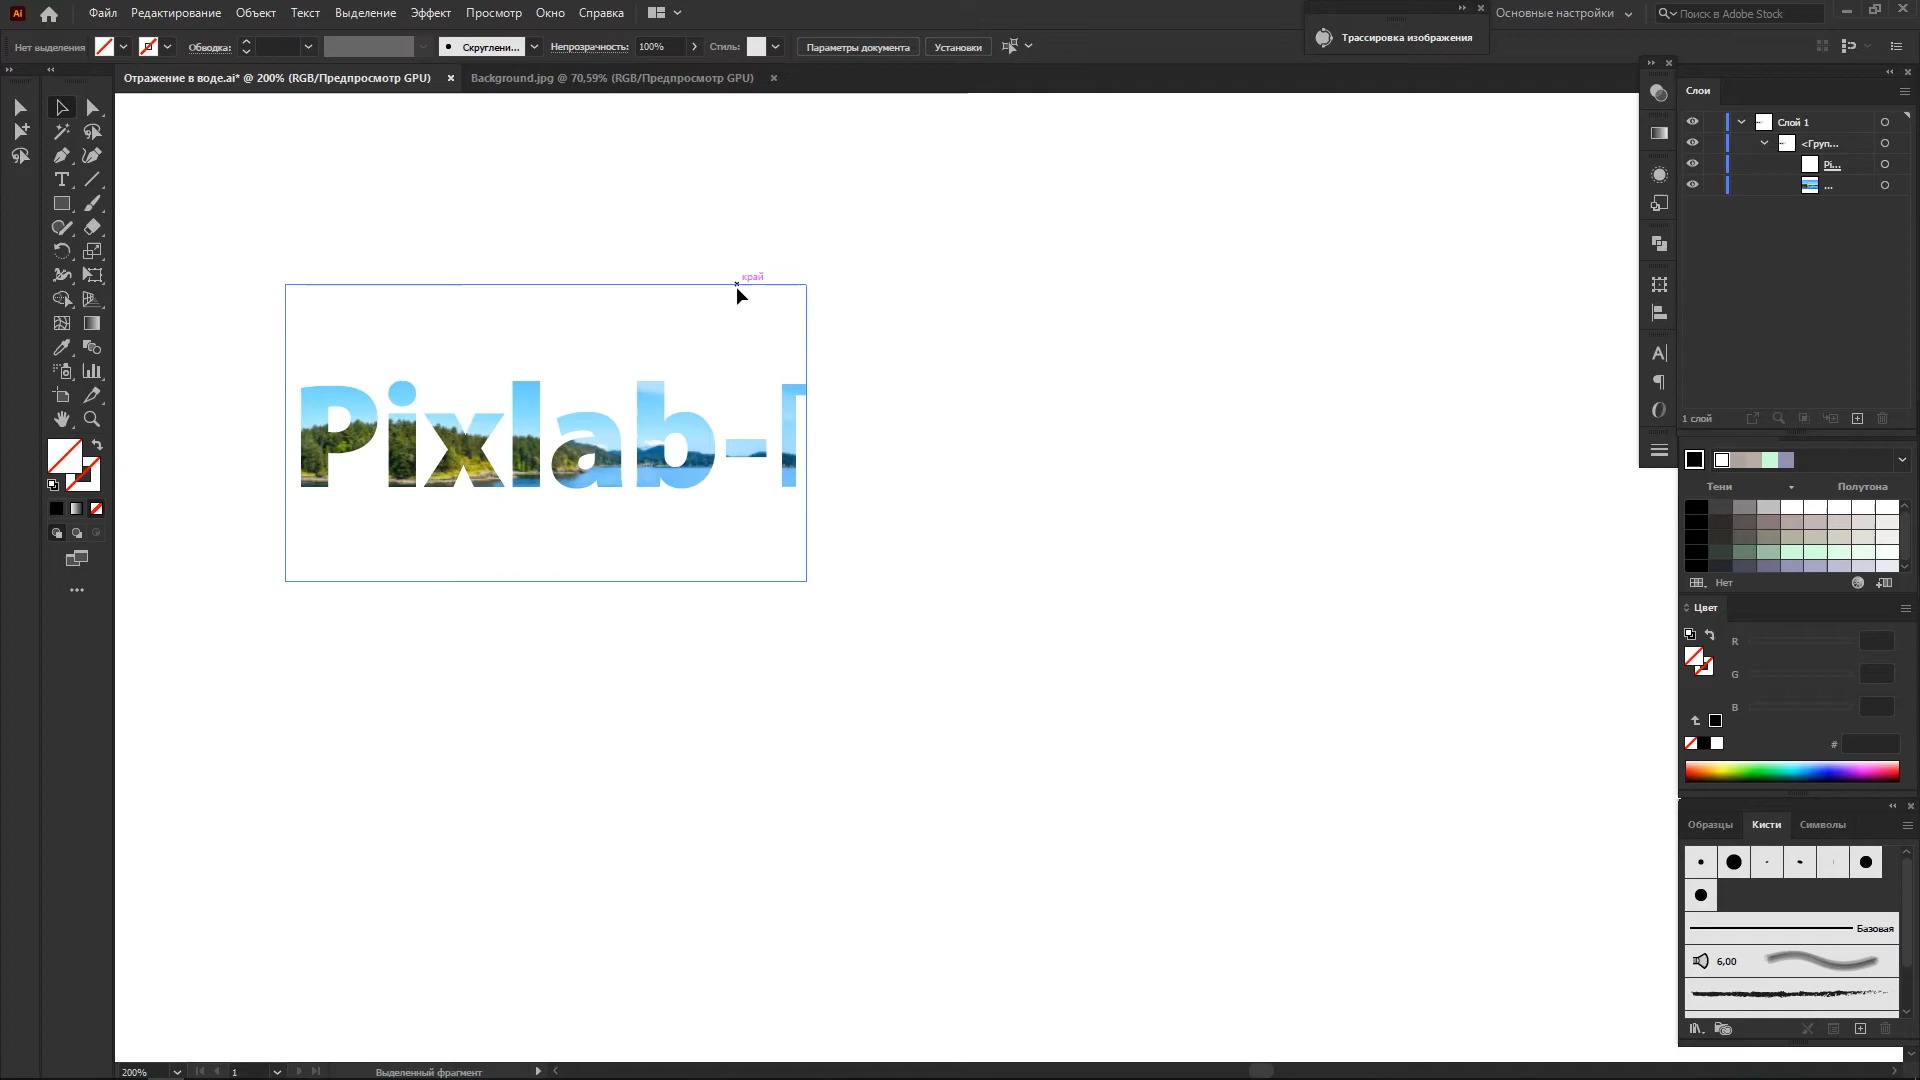 Ai
Файл Редактирование Объект Текст Выделение Эффект Просмотр Окно Справка
Основные настройки
Поиск в Adobe Stock
Трассировка изображения
Нет выделения
Обводка:
Скруглени...
Непрозрачность:
100%
Стиль:
Параметры документа
Установки
Отражение в воде.ai* @ 200% (RGB/Предпросмотр GPU)
Background.jpg @ 70,59% (RGB/Предпросмотр GPU)
Слои
Слой 1
<Груп...
Pi...
...
край
Pixlab-
1 слой
Тени
Полутона
Нет
Цвет
R
G
B
#
Образцы Кисти Символы
Базовая
6,00
200%
1
Выделенный фрагмент